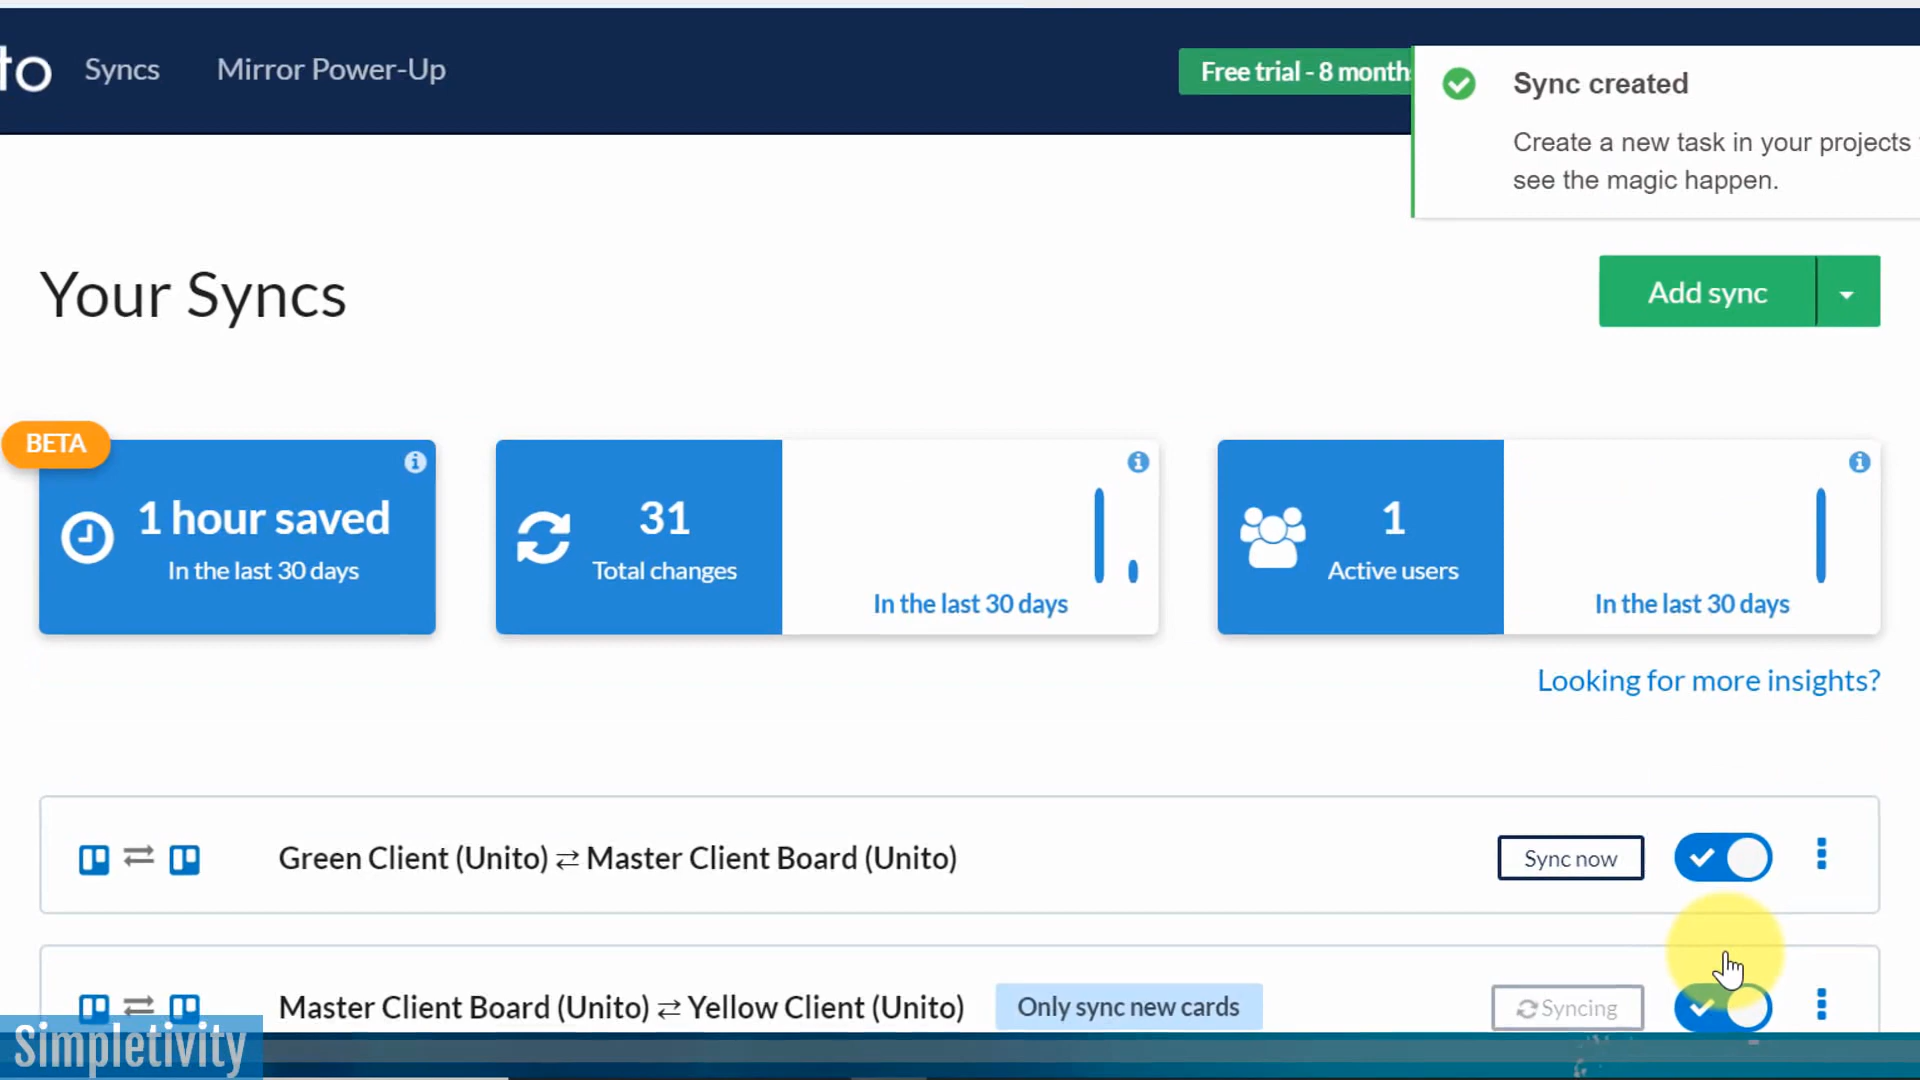 to
Syncs
Mirror Power-Up
Free trial - 8 months
Sync created
Create a new task in your projects
see the magic happen.
Your Syncs
Add sync
BETA
1 hour saved
In the last 30 days
31
Total changes
In the last 30 days
1
Active users
In the last 30 days
Looking for more insights?
Green Client (Unito) ⇄ Master Client Board (Unito)
Sync now
Master Client Board (Unito) ⇄ Yellow Client (Unito)
Only sync new cards
Syncing
Simpletivity